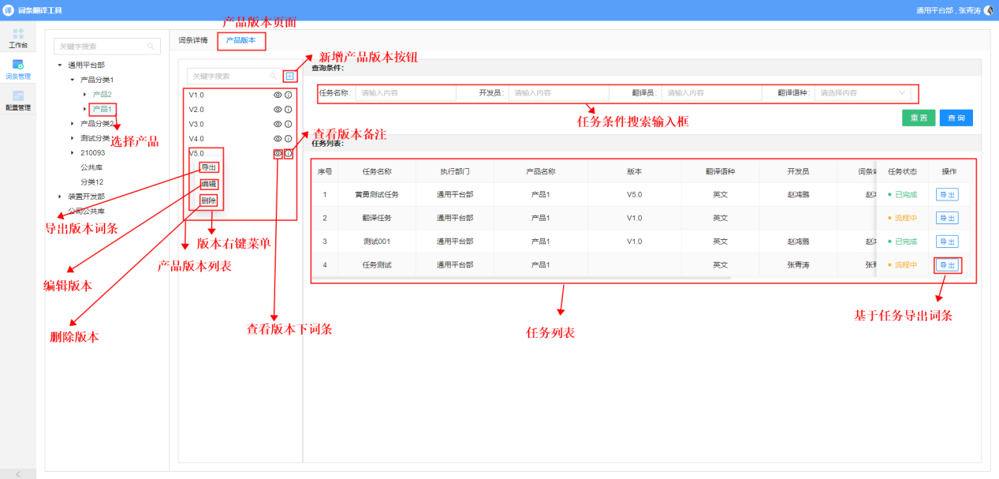 译 词条翻译工具
通用平台部 , 张青涛
产品版本页面
工作台
词条管理
配置管理
关键字搜索
通用平台部
产品分类1
产品2
产品1
产品分类2
测试分类
选择产品
210093
公共库
分类12
装置开发部
公司公共库
词条详情 产品版本
新增产品版本按钮
关键字搜索
V1.0
V2.0
V3.0
V4.0
V5.0
查看版本备注
导出
编辑
删除
导出版本词条
版本右键菜单
产品版本列表
编辑版本
删除版本
查看版本下词条
查询条件:
任务名称: 请输入内容 开发员: 请输入内容 翻译员: 请输入内容 翻译语种: 请选择内容
任务条件搜索输入框
重置 查询
任务列表:
序号 任务名称 执行部门 产品名称 版本 翻译语种 开发员 词条 任务状态 操作
1 黄勇测试任务 通用平台部 产品1 V5.0 英文 赵鸿鹏 赵 已完成 导出
2 翻译任务 通用平台部 产品1 V1.0 英文 流程中 导出
3 测试001 通用平台部 产品1 V1.0 英文 赵鸿鹏 赵 已完成 导出
4 任务测试 通用平台部 产品1 英文 张青涛 张 流程中 导出
任务列表
基于任务导出词条